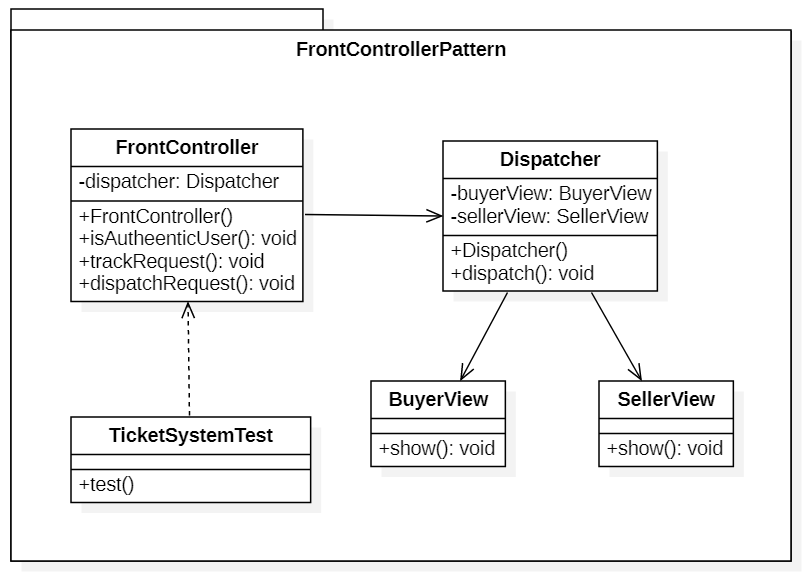 FrontControllerPattern
FrontController
-dispatcher: Dispatcher
+FrontController()
+isAutheenticUser(): void
+trackRequest(): void
+dispatchRequest(): void
Dispatcher
-buyerView: BuyerView
-sellerView: SellerView
+Dispatcher()
+dispatch(): void
BuyerView
+show(): void
SellerView
+show(): void
TicketSystemTest
+test()